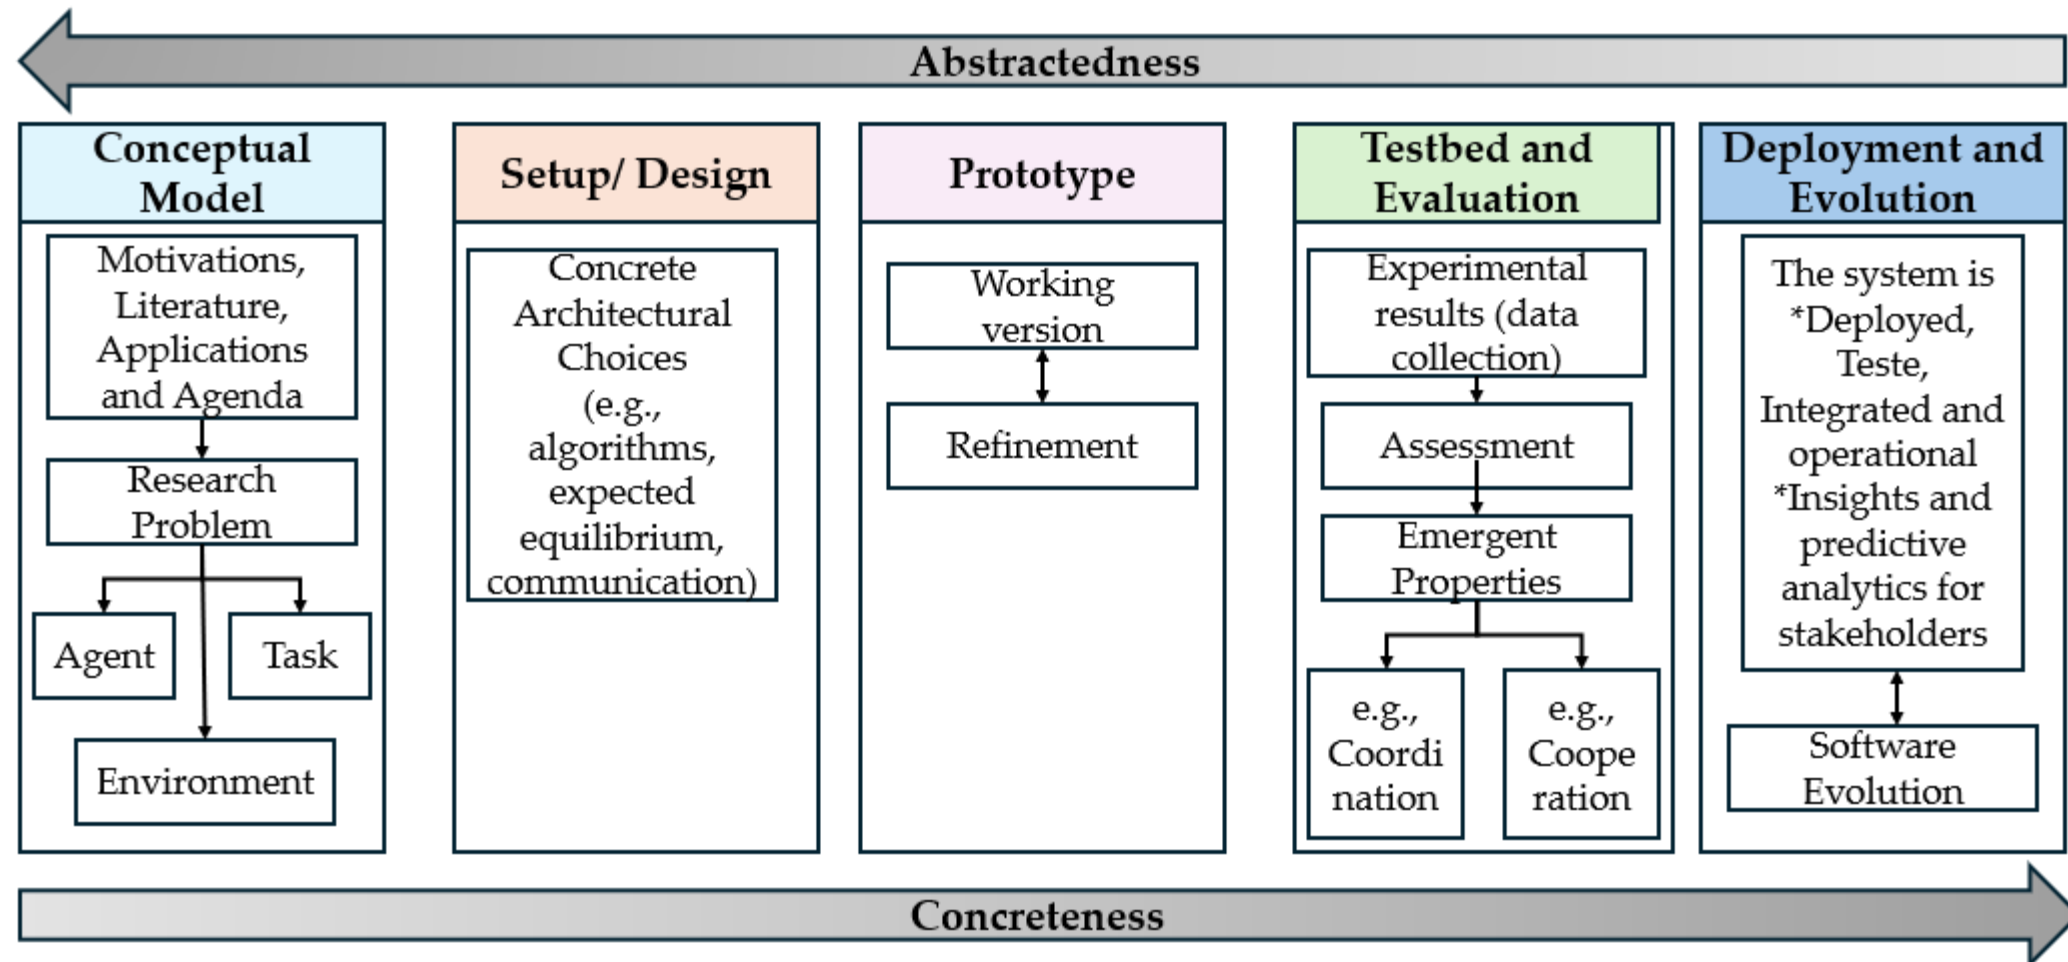 Abstractedness
Conceptual
Model
Motivations,
Literature,
Applications
and Agenda
Research
Problem
Agent
Task
Environment
Setup/ Design
Concrete
Architectural
Choices
(e.g.,
algorithms,
expected
equilibrium,
communication)
Prototype
Working
version
Refinement
Testbed and
Evaluation
Experimental
results (data
collection)
Assessment
Emergent
Properties
e.g.,
Coordi
nation
e.g.,
Coope
ration
Deployment and
Evolution
The system is
*Deployed,
Teste,
Integrated and
operational
*Insights and
predictive
analytics for
stakeholders
Software
Evolution
Concreteness